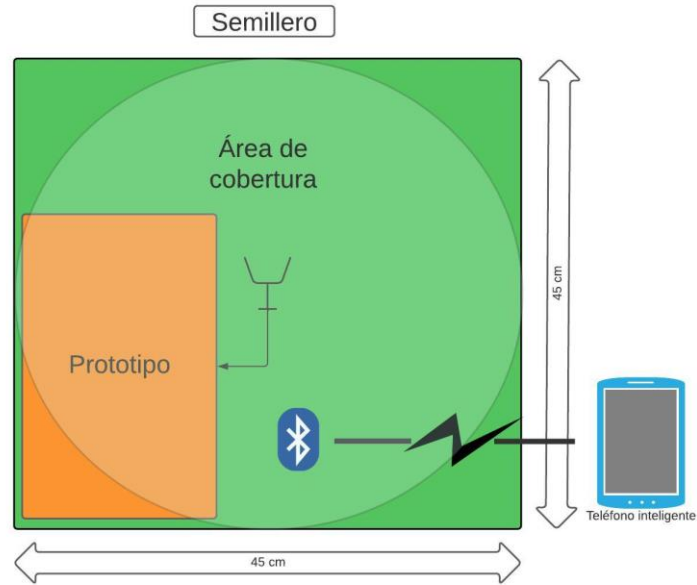 Semillero
Área de
cobertura
Prototipo
45 cm
Teléfono inteligente
45 cm